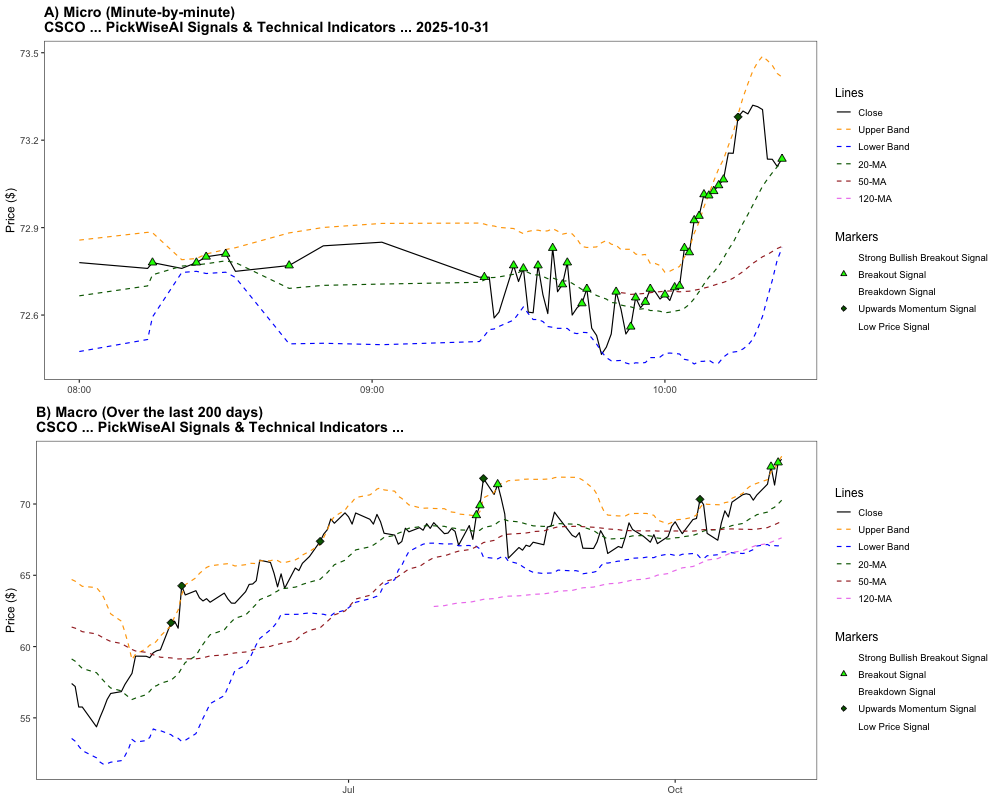 A) Micro (Minute-by-minute)
CSCO ... PickWiseAI Signals & Technical Indicators ... 2025-10-31
Price ($)
73.5
73.2
72.9
72.6
08:00
09:00
10:00
Lines
Close
Upper Band
Lower Band
20-MA
50-MA
120-MA
Markers
Strong Bullish Breakout Signal
Breakout Signal
Breakdown Signal
Upwards Momentum Signal
Low Price Signal
B) Macro (Over the last 200 days)
CSCO ... PickWiseAI Signals & Technical Indicators ...
Price ($)
70
65
60
55
Jul
Oct
Lines
Close
Upper Band
Lower Band
20-MA
50-MA
120-MA
Markers
Strong Bullish Breakout Signal
Breakout Signal
Breakdown Signal
Upwards Momentum Signal
Low Price Signal